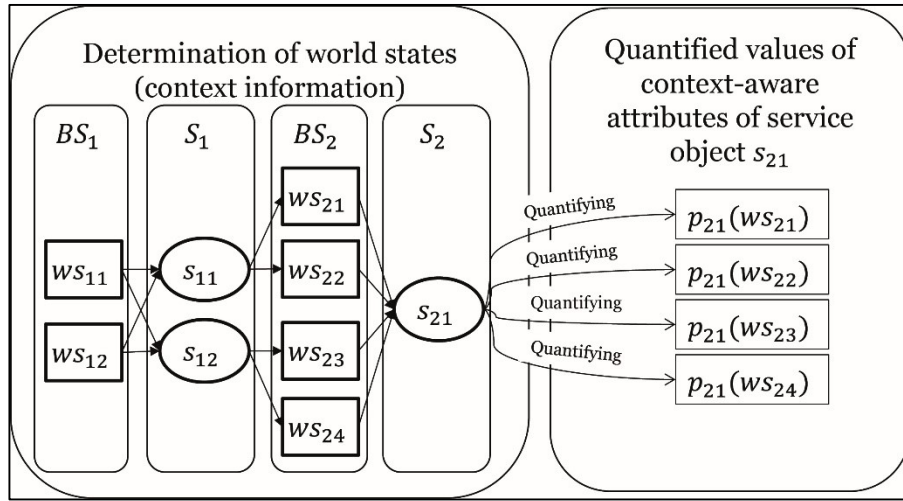 Determination of world states
(context information)
BS₁
S₁
BS₂
S₂
ws₁₁
ws₁₂
s₁₁
s₁₂
ws₂₁
ws₂₂
ws₂₃
ws₂₄
s₂₁
Quantified values of
context-aware
attributes of service
object s₂₁
Quantifying
Quantifying
Quantifying
Quantifying
p₂₁(ws₂₁)
p₂₁(ws₂₂)
p₂₁(ws₂₃)
p₂₁(ws₂₄)